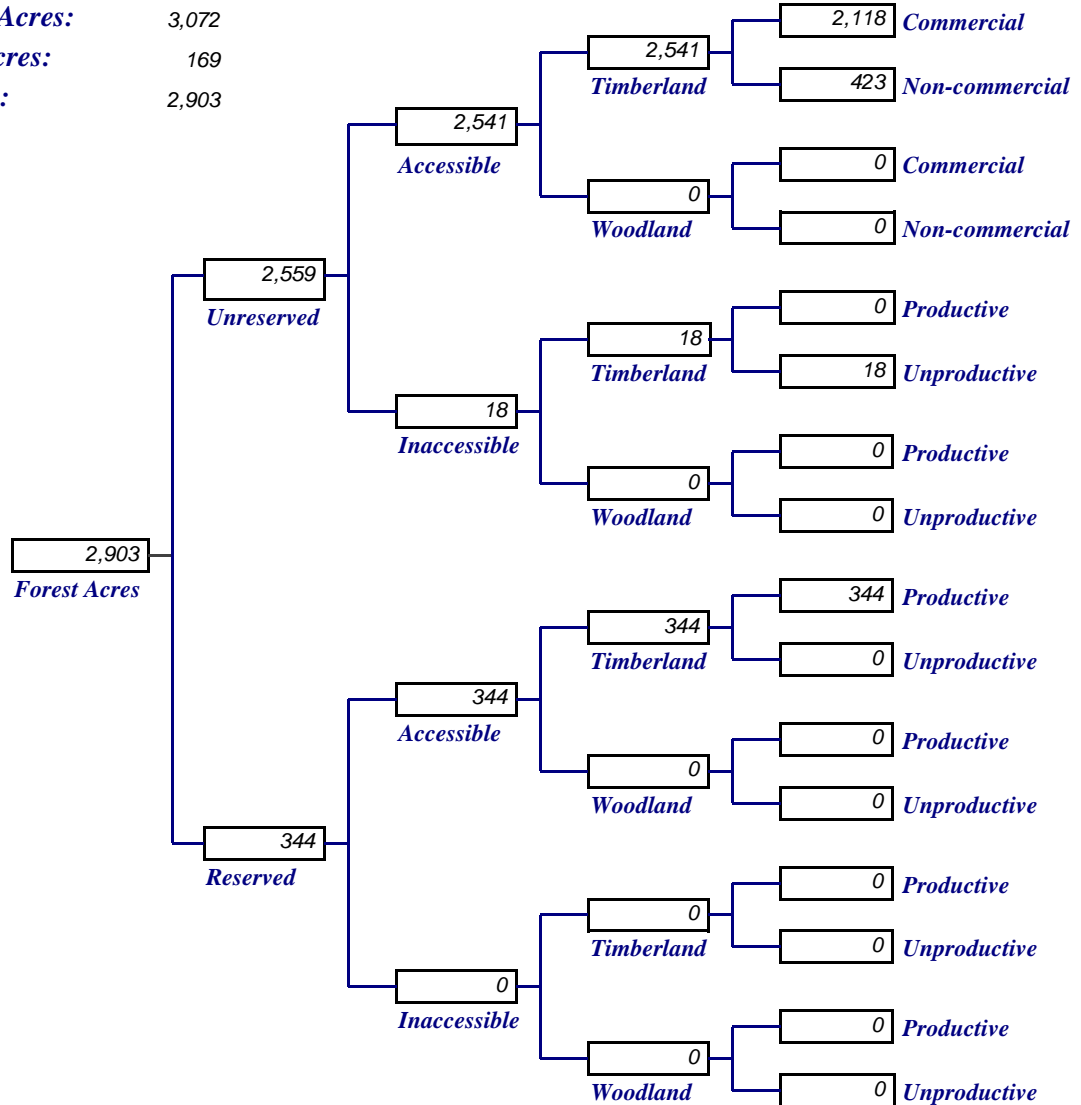 Acres: 3,072
cres: 169
: 2,903
2,118 Commercial
2,541
Timberland
423 Non-commercial
2,541
Accessible
0 Commercial
0
Woodland
0 Non-commercial
2,559
Unreserved
0 Productive
18
Timberland
18 Unproductive
18
Inaccessible
0 Productive
0
Woodland
0 Unproductive
2,903
Forest Acres
344 Productive
344
Timberland
0 Unproductive
344
Accessible
0 Productive
0
Woodland
0 Unproductive
344
Reserved
0 Productive
0
Timberland
0 Unproductive
0
Inaccessible
0 Productive
0
Woodland
0 Unproductive